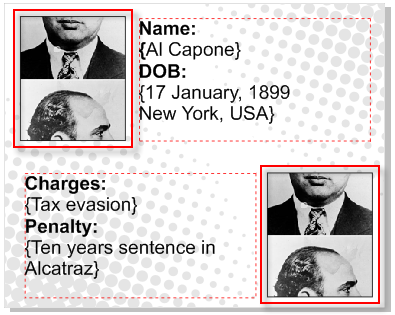 Name:
{Al Capone}
DOB:
{17 January, 1899
New York, USA}
Charges:
{Tax evasion}
Penalty:
{Ten years sentence in
Alcatraz}